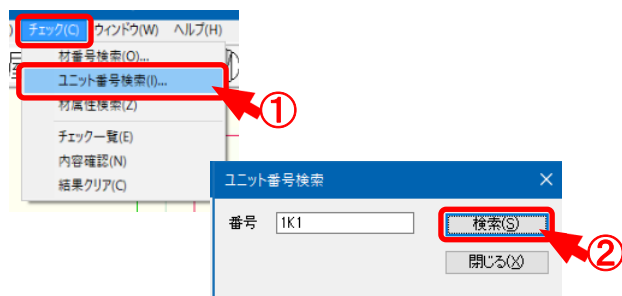 チェック(C) ウィンドウ(W) ヘルプ(H)
材番号検索(O)...
ユニット番号検索(I)...
材属性検索(Z)
①
チェック一覧(E)
内容確認(N)
結果クリア(C)
ユニット番号検索 ×
番号 1K1 検索(S)
②
閉じる(X)